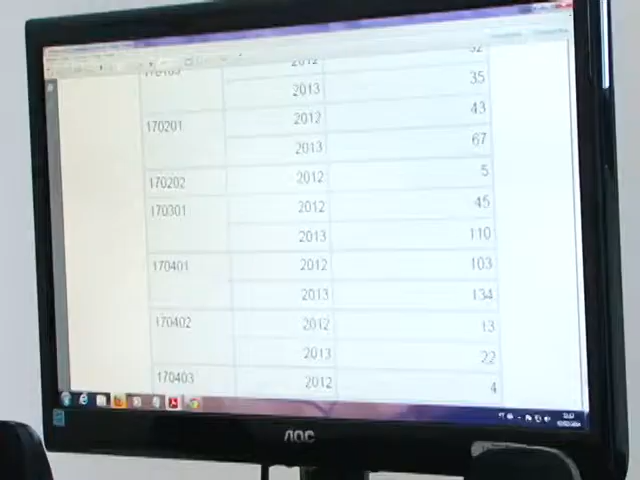 2012 32
2013 35
170201 2012 43
2013 67
170202 2012 5
170301 2012 45
2013 110
170401 2012 103
2013 134
170402 2012 13
2013 22
170403 2012 4
AOC